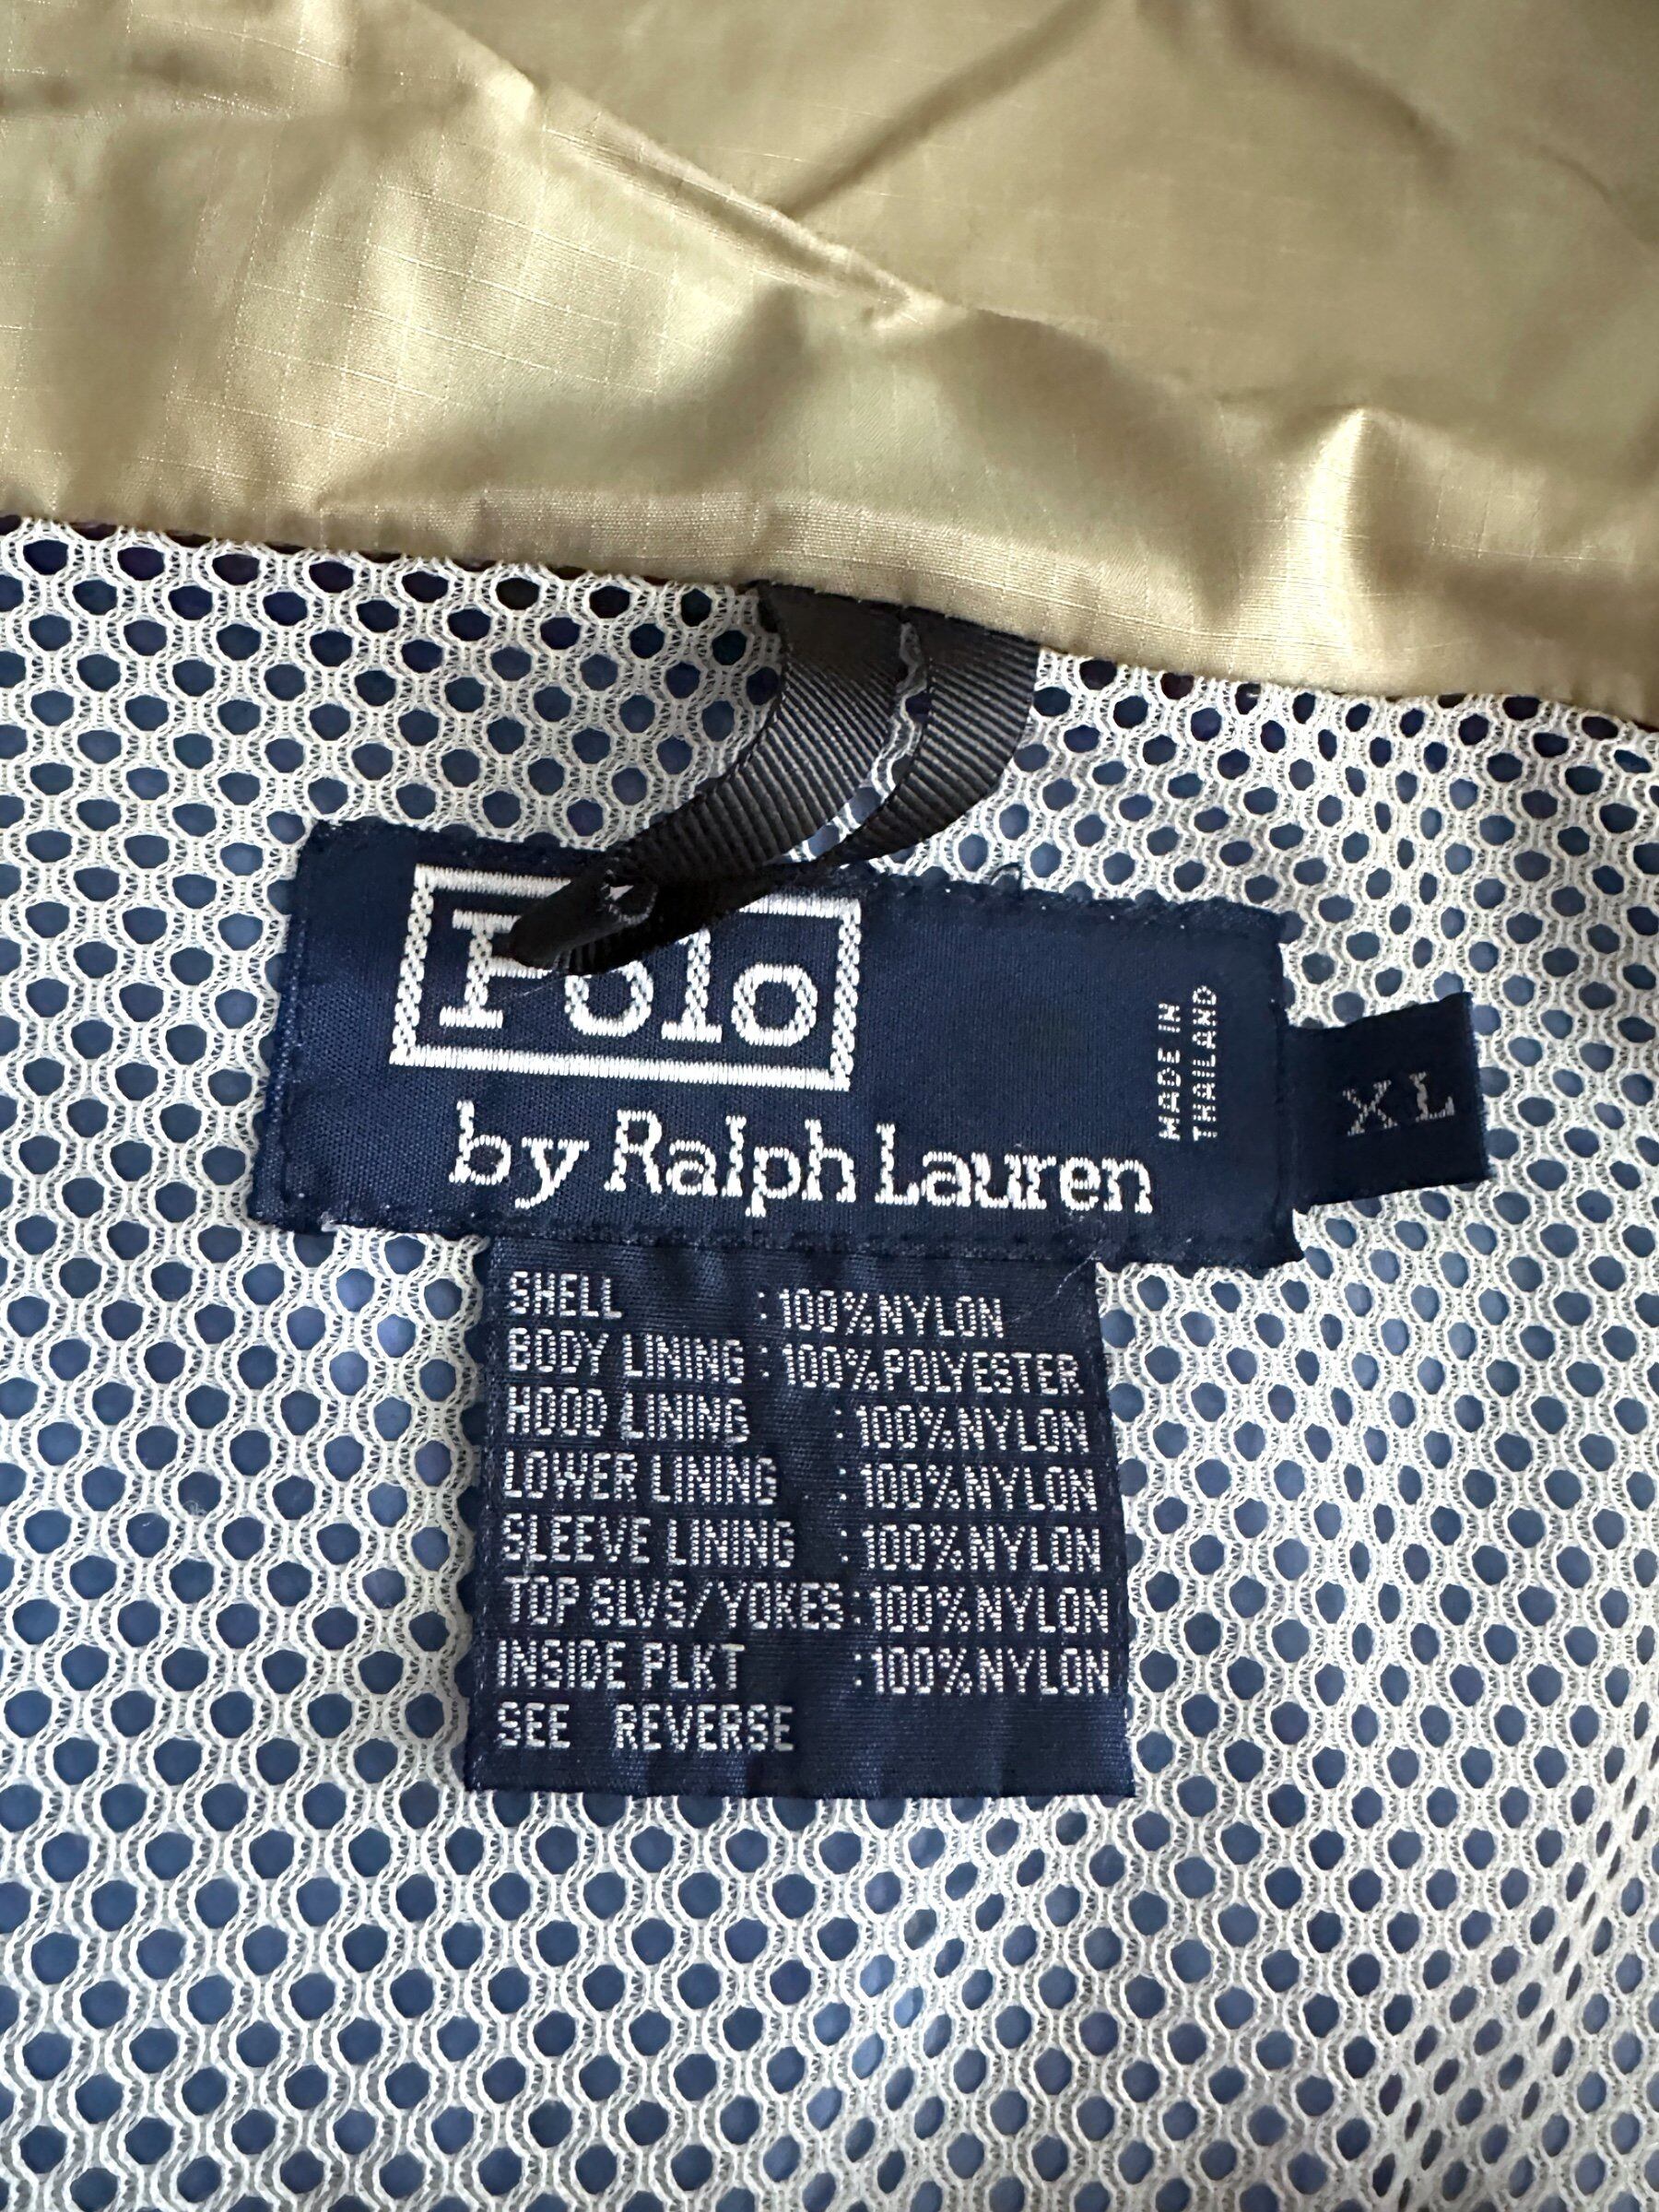 Polo
by Ralph Lauren
MADE IN
THAILAND
XL
SHELL :100%NYLON
BODY LINING :100%POLYESTER
HOOD LINING :100%NYLON
LOWER LINING :100%NYLON
SLEEVE LINING :100%NYLON
TOP SLVS/YOKES:100%NYLON
INSIDE PLKT :100%NYLON
SEE REVERSE